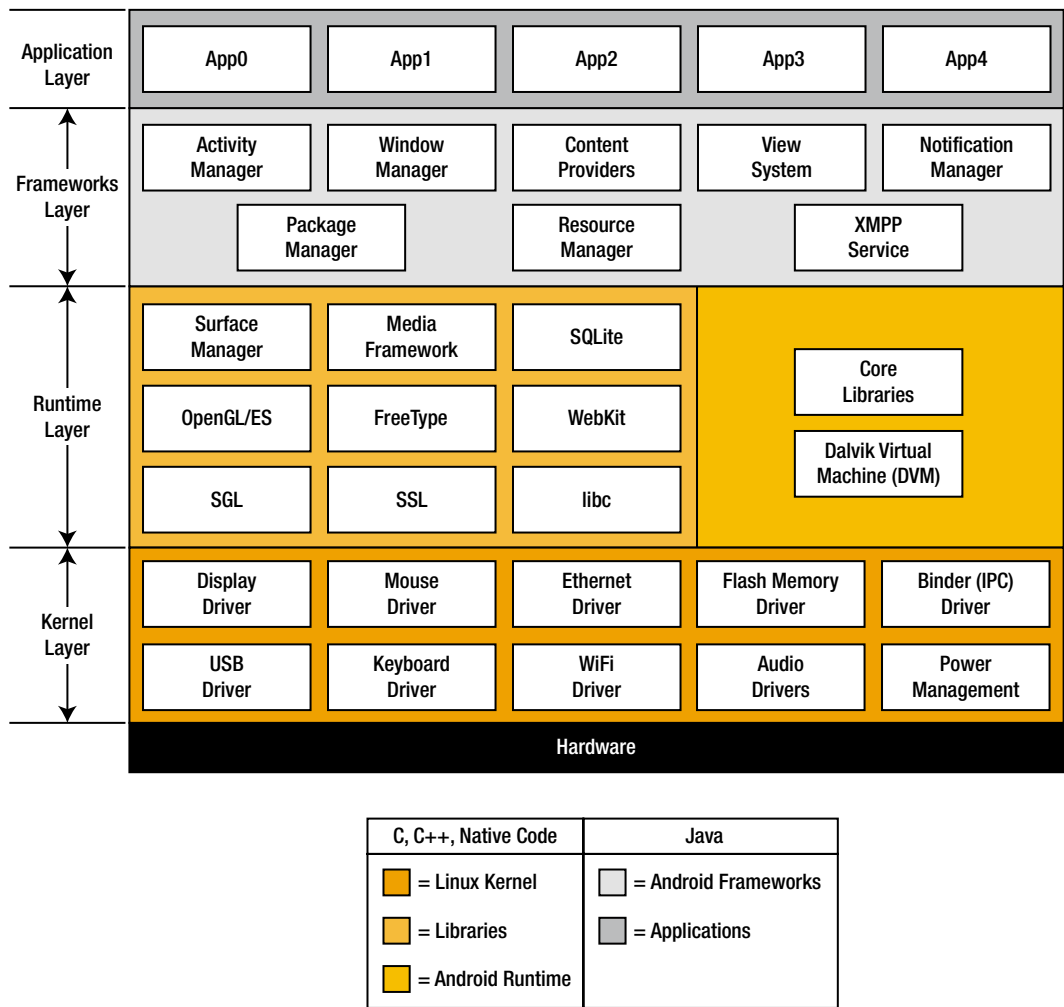 Application
Layer
App0
App1
App2
App3
App4
Frameworks
Layer
Activity
Manager
Window
Manager
Content
Providers
View
System
Notification
Manager
Package
Manager
Resource
Manager
XMPP
Service
Runtime
Layer
Surface
Manager
Media
Framework
SQLite
OpenGL/ES
FreeType
WebKit
SGL
SSL
libc
Core
Libraries
Dalvik Virtual
Machine (DVM)
Kernel
Layer
Display
Driver
Mouse
Driver
Ethernet
Driver
Flash Memory
Driver
Binder (IPC)
Driver
USB
Driver
Keyboard
Driver
WiFi
Driver
Audio
Drivers
Power
Management
Hardware
C, C++, Native Code
= Linux Kernel
= Libraries
= Android Runtime
Java
= Android Frameworks
= Applications